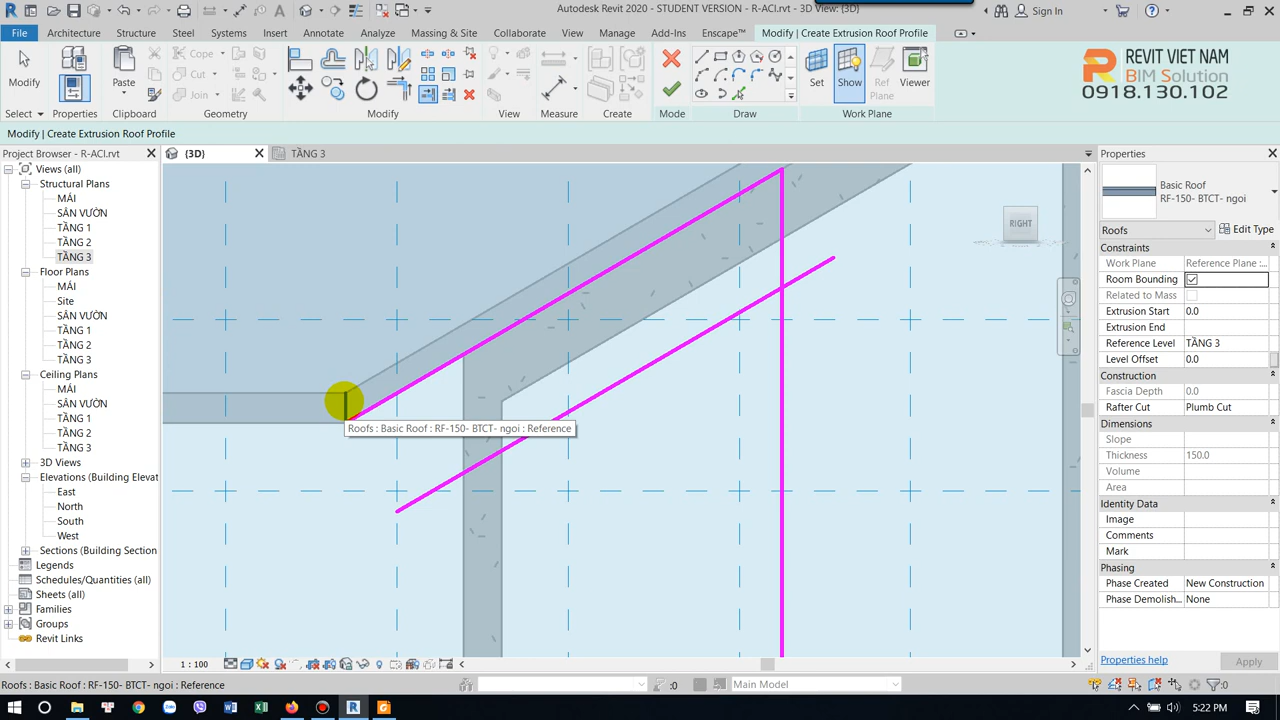 Autodesk Revit 2020 - STUDENT VERSION - R-ACI.rvt - 3D View: {3D}
Sign In
File Architecture Structure Steel Systems Insert Annotate Analyze Massing & Site Collaborate View Manage Add-Ins Enscape™ Modify | Create Extrusion Roof Profile
Modify
Paste
Cope
Cut
Join
Set
Show
Ref
Plane
Viewer
Select Properties Clipboard Geometry Modify View Measure Create Mode Draw Work Plane
REVIT VIET NAM
BIM Solution
0918.130.102
Modify | Create Extrusion Roof Profile
Project Browser - R-ACI.rvt
Views (all)
Structural Plans
MÁI
SÂN VƯỜN
TẦNG 1
TẦNG 2
TẦNG 3
Floor Plans
MÁI
Site
SÂN VƯỜN
TẦNG 1
TẦNG 2
TẦNG 3
Ceiling Plans
MÁI
SÂN VƯỜN
TẦNG 1
TẦNG 2
TẦNG 3
3D Views
Elevations (Building Elevat
East
North
South
West
Sections (Building Section
Legends
Schedules/Quantities (all)
Sheets (all)
Families
Groups
Revit Links
{3D}
TẦNG 3
RIGHT
Roofs : Basic Roof : RF-150- BTCT- ngoi : Reference
Properties
Basic Roof
RF-150- BTCT- ngoi
Roofs
Edit Type
Constraints
Work Plane Reference Plane :...
Room Bounding
Related to Mass
Extrusion Start 0.0
Extrusion End
Reference Level TẦNG 3
Level Offset 0.0
Construction
Fascia Depth 0.0
Rafter Cut Plumb Cut
Dimensions
Slope
Thickness 150.0
Volume
Area
Identity Data
Image
Comments
Mark
Phasing
Phase Created New Construction
Phase Demolish... None
Properties help
Apply
1 : 100
Roofs : Basic Roof : RF-150- BTCT- ngoi : Reference
:0
Main Model
:0
5:22 PM